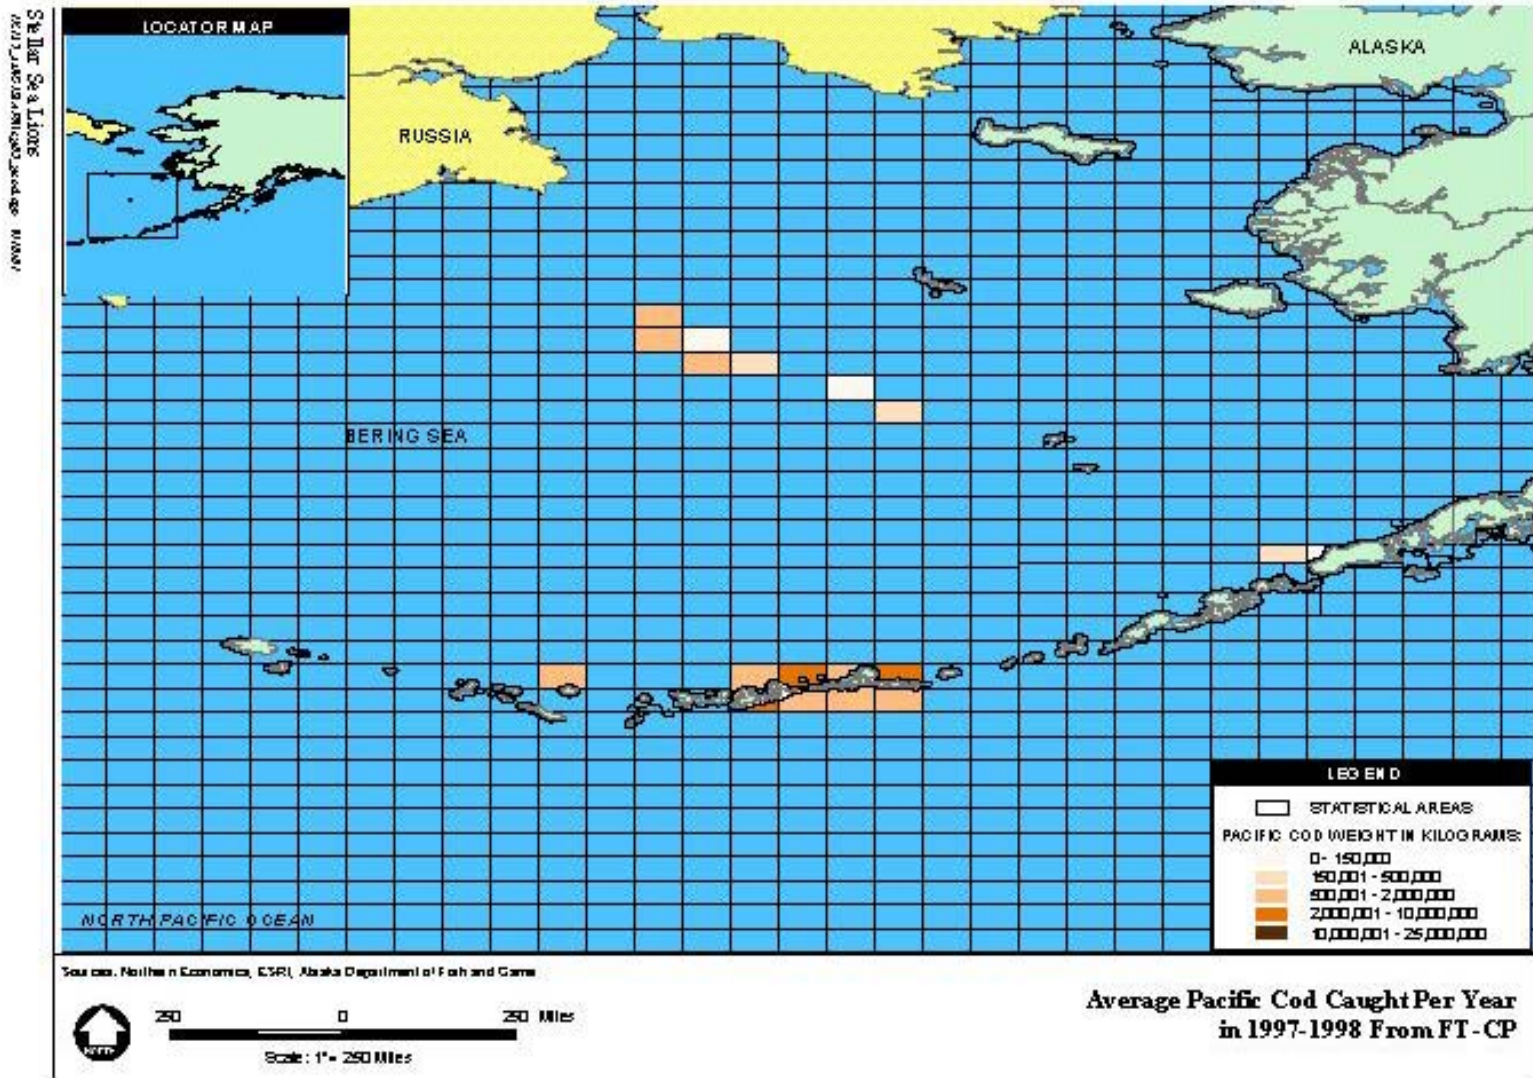 Stellar Sea Lions
LOCATOR MAP
ALASKA
RUSSIA
BERING SEA
NORTH PACIFIC OCEAN
LEGEND
STATISTICAL AREAS
PACIFIC COD WEIGHT IN KILOGRAMS:
0 - 150,000
150,001 - 500,000
500,001 - 2,000,000
2,000,001 - 10,000,000
10,000,001 - 25,000,000
Sources: Northern Economics, ESRI, Alaska Department of Fish and Game
250 0 250 Miles
Scale: 1" = 250 Miles
Average Pacific Cod Caught Per Year
in 1997-1998 From FT-CP